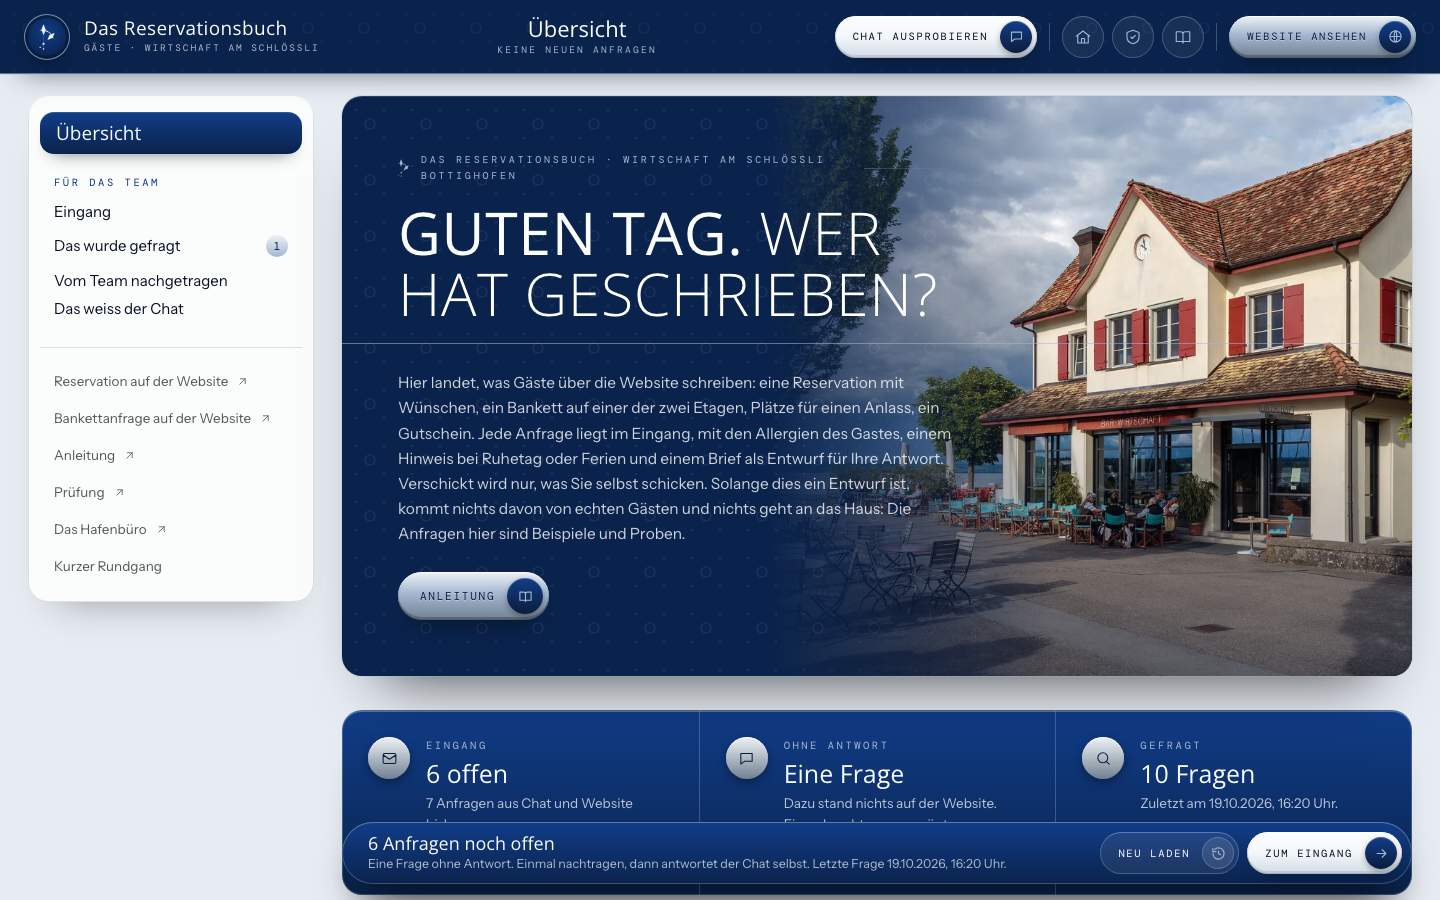 Das Reservationsbuch
GÄSTE · WIRTSCHAFT AM SCHLÖSSLI
Übersicht
KEINE NEUEN ANFRAGEN
CHAT AUSPROBIEREN
WEBSITE ANSEHEN
Übersicht
FÜR DAS TEAM
Eingang
Das wurde gefragt 1
Vom Team nachgetragen
Das weiss der Chat
Reservation auf der Website
Bankettanfrage auf der Website
Anleitung
Prüfung
Das Hafenbüro
Kurzer Rundgang
DAS RESERVATIONSBUCH · WIRTSCHAFT AM SCHLÖSSLI
BOTTIGHOFEN
GUTEN TAG. WER
HAT GESCHRIEBEN?
Hier landet, was Gäste über die Website schreiben: eine Reservation mit
Wünschen, ein Bankett auf einer der zwei Etagen, Plätze für einen Anlass, ein
Gutschein. Jede Anfrage liegt im Eingang, mit den Allergien des Gastes, einem
Hinweis bei Ruhetag oder Ferien und einem Brief als Entwurf für Ihre Antwort.
Verschickt wird nur, was Sie selbst schicken. Solange dies ein Entwurf ist,
kommt nichts davon von echten Gästen und nichts geht an das Haus: Die
Anfragen hier sind Beispiele und Proben.
ANLEITUNG
BAR WIRTSCHAFT
EINGANG
6 offen
7 Anfragen aus Chat und Website
OHNE ANTWORT
Eine Frage
Dazu stand nichts auf der Website.
GEFRAGT
10 Fragen
Zuletzt am 19.10.2026, 16:20 Uhr.
6 Anfragen noch offen
Eine Frage ohne Antwort. Einmal nachtragen, dann antwortet der Chat selbst. Letzte Frage 19.10.2026, 16:20 Uhr.
NEU LADEN
ZUM EINGANG